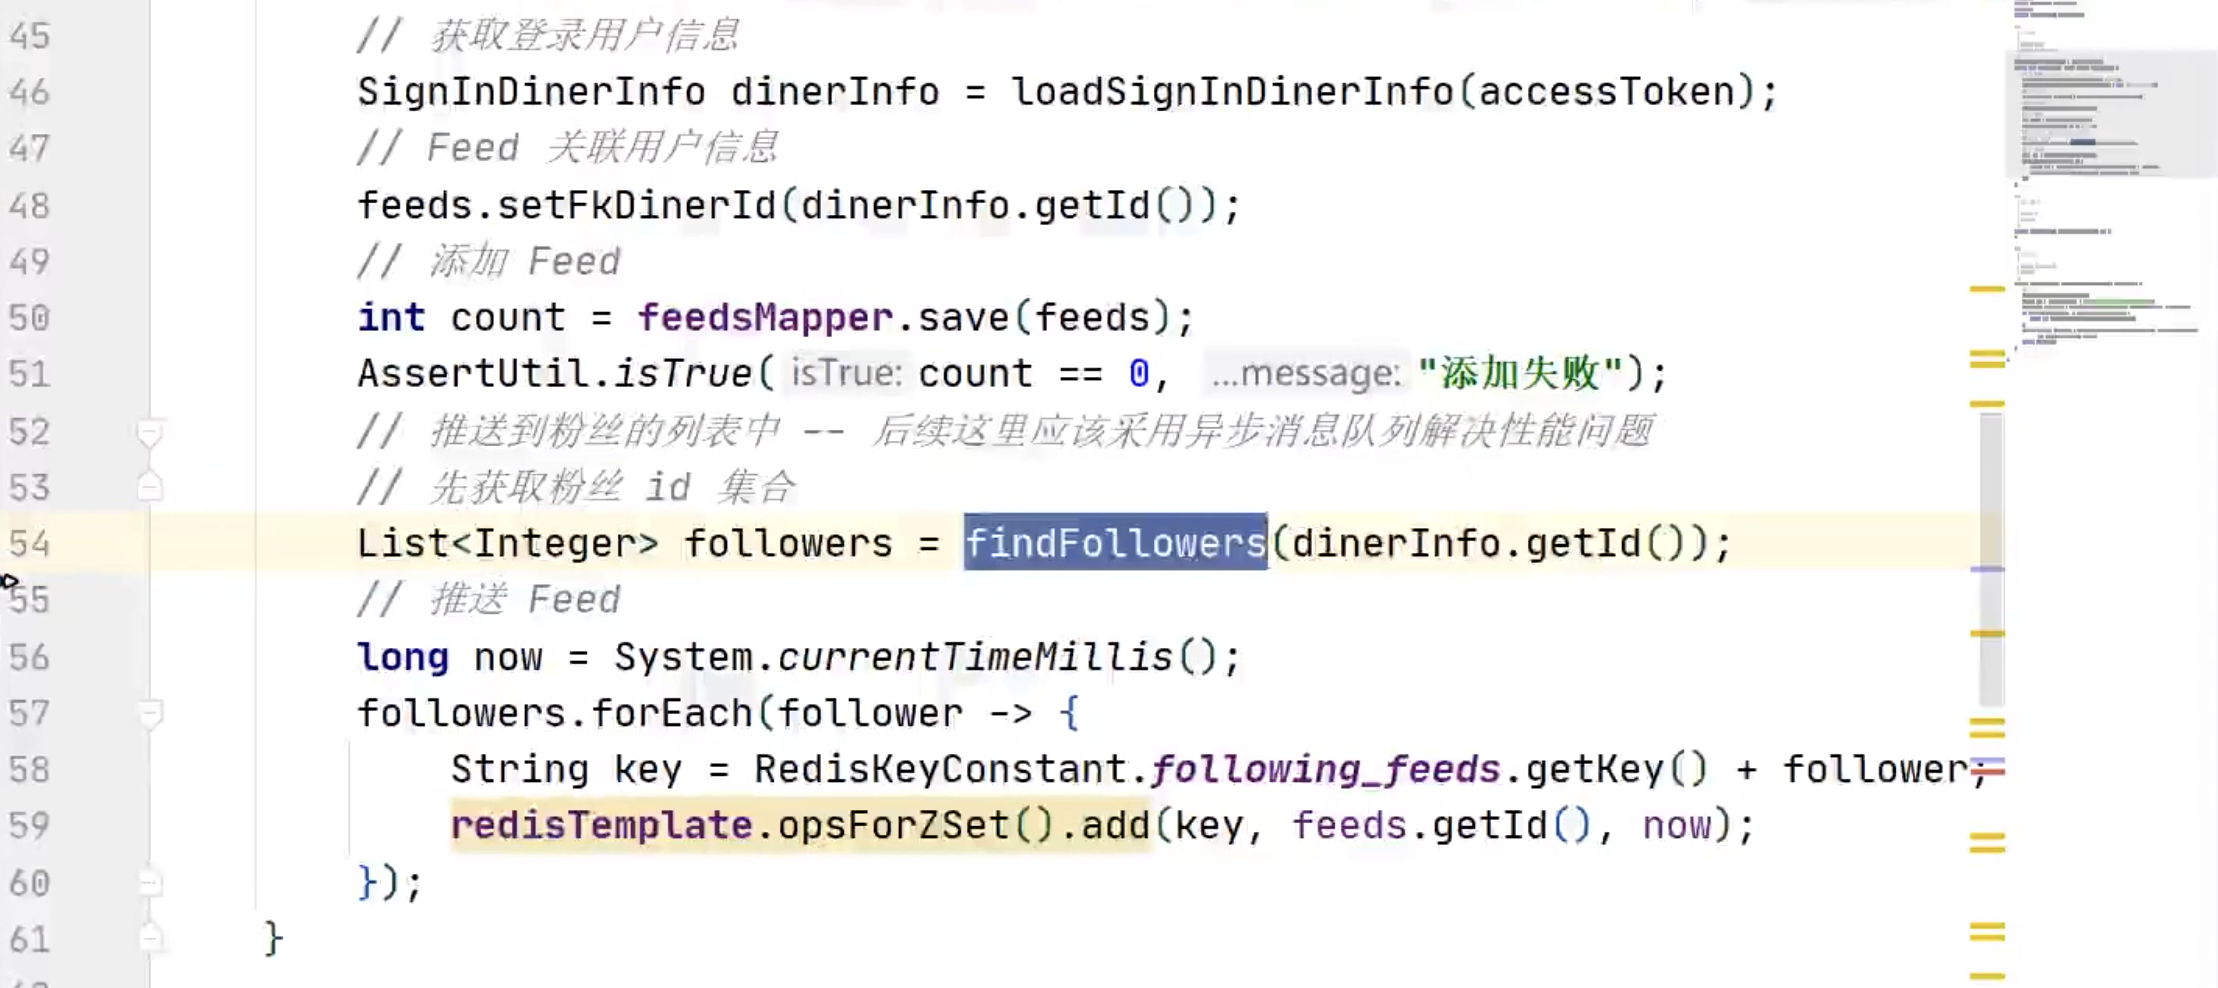 45 // 获取登录用户信息
46 SignInDinerInfo dinerInfo = loadSignInDinerInfo(accessToken);
47 // Feed 关联用户信息
48 feeds.setFkDinerId(dinerInfo.getId());
49 // 添加 Feed
50 int count = feedsMapper.save(feeds);
51 AssertUtil.isTrue( isTrue: count == 0, ...message: "添加失败");
52 // 推送到粉丝的列表中 -- 后续这里应该采用异步消息队列解决性能问题
53 // 先获取粉丝 id 集合
54 List<Integer> followers = findFollowers(dinerInfo.getId());
55 // 推送 Feed
56 long now = System.currentTimeMillis();
57 followers.forEach(follower -> {
58 String key = RedisKeyConstant.following_feeds.getKey() + follower;
59 redisTemplate.opsForZSet().add(key, feeds.getId(), now);
60 });
61 }